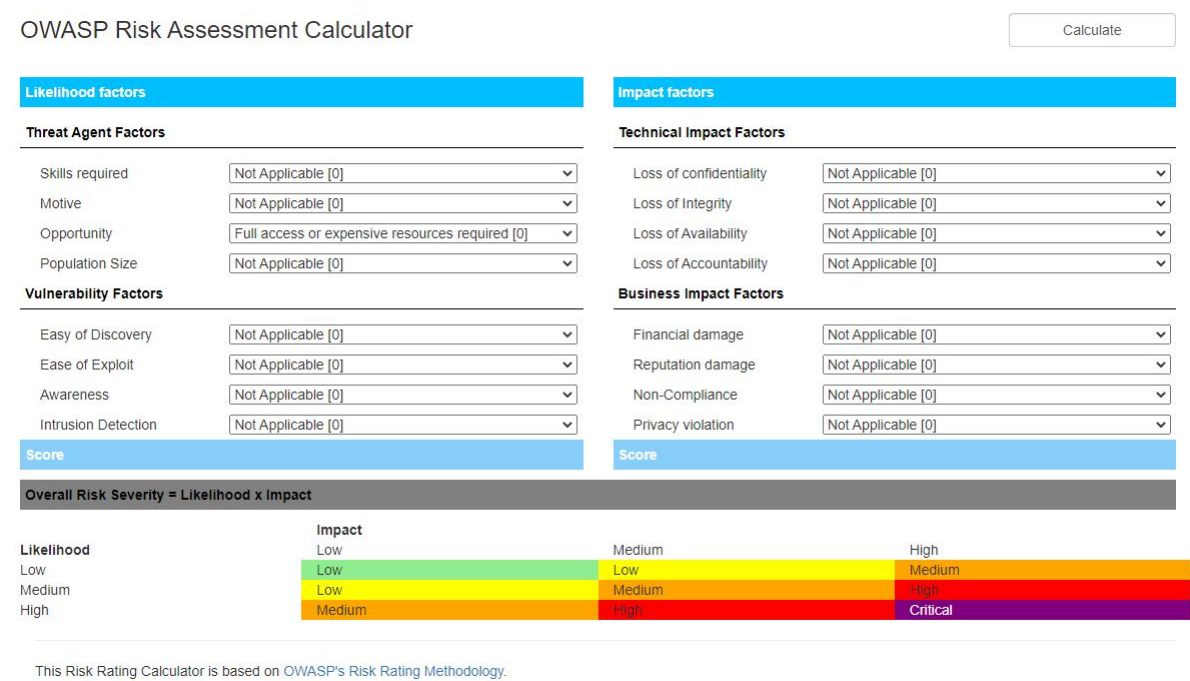 OWASP Risk Assessment Calculator
Calculate
Likelihood factors
Threat Agent Factors
Skills required Not Applicable [0]
Motive Not Applicable [0]
Opportunity Full access or expensive resources required [0]
Population Size Not Applicable [0]
Vulnerability Factors
Easy of Discovery Not Applicable [0]
Ease of Exploit Not Applicable [0]
Awareness Not Applicable [0]
Intrusion Detection Not Applicable [0]
Score
Impact factors
Technical Impact Factors
Loss of confidentiality Not Applicable [0]
Loss of Integrity Not Applicable [0]
Loss of Availability Not Applicable [0]
Loss of Accountability Not Applicable [0]
Business Impact Factors
Financial damage Not Applicable [0]
Reputation damage Not Applicable [0]
Non-Compliance Not Applicable [0]
Privacy violation Not Applicable [0]
Score
Overall Risk Severity = Likelihood x Impact
Impact
Likelihood Low Medium High
Low Low Low Medium
Medium Low Medium High
High Medium High Critical
This Risk Rating Calculator is based on OWASP's Risk Rating Methodology.